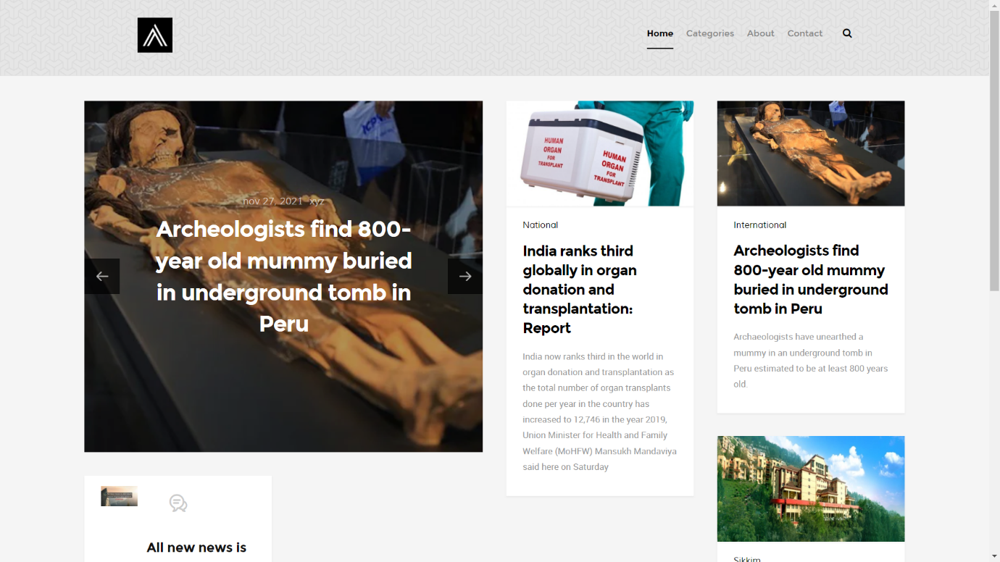 Home Categories About Contact
nov 27, 2021 xyz
Archeologists find 800-
year old mummy buried
in underground tomb in
Peru
HUMAN
ORGAN
FOR
TRANSPLANT
HUMAN
ORGAN
FOR
TRANSPLANT
National
India ranks third
globally in organ
donation and
transplantation:
Report
India now ranks third in the world in
organ donation and transplantation as
the total number of organ transplants
done per year in the country has
increased to 12,746 in the year 2019,
Union Minister for Health and Family
Welfare (MoHFW) Mansukh Mandaviya
said here on Saturday
International
Archeologists find
800-year old mummy
buried in underground
tomb in Peru
Archaeologists have unearthed a
mummy in an underground tomb in
Peru estimated to be at least 800 years
old.
All new news is
Sikkim